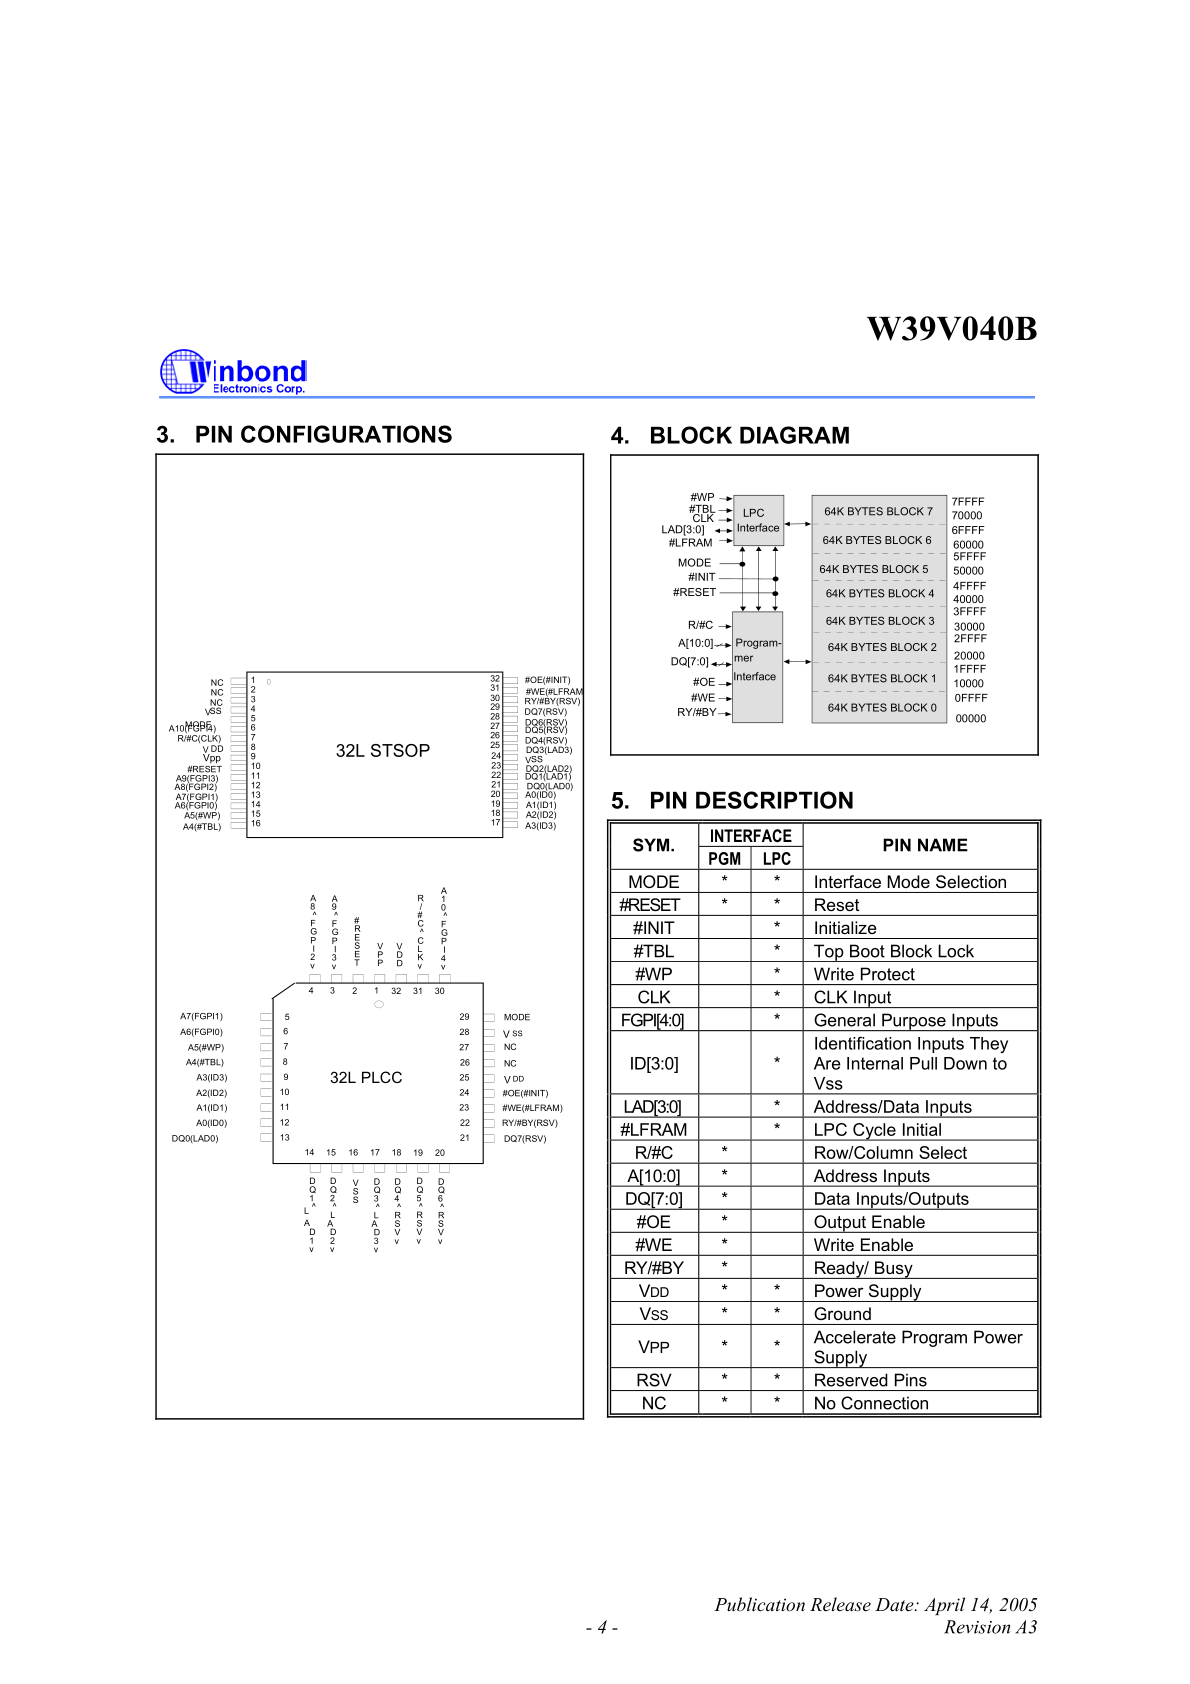 W39V040B
Winbond
Electronics Corp.
3. PIN CONFIGURATIONS
NC
NC
NC
VSS
MODE
A10(FGPI4)
R/#C(CLK)
VDD
Vpp
#RESET
A9(FGPI3)
A8(FGPI2)
A7(FGPI1)
A6(FGPI0)
A5(#WP)
A4(#TBL)
1
2
3
4
5
6
7
8
9
10
11
12
13
14
15
16
32L STSOP
32
31
30
29
28
27
26
25
24
23
22
21
20
19
18
17
#OE(#INIT)
#WE(#LFRAM
RY/#BY(RSV)
DQ7(RSV)
DQ6(RSV)
DQ5(RSV)
DQ4(RSV)
DQ3(LAD3)
VSS
DQ2(LAD2)
DQ1(LAD1)
DQ0(LAD0)
A0(ID0)
A1(ID1)
A2(ID2)
A3(ID3)
A8^FGPI2v
A9^FGPI3v
#RESET
VPP
VDD
R/#C^CLKv
A10^FGPI4v
4 3 2 1 32 31 30
A7(FGPI1) 5
A6(FGPI0) 6
A5(#WP) 7
A4(#TBL) 8
A3(ID3) 9
A2(ID2) 10
A1(ID1) 11
A0(ID0) 12
DQ0(LAD0) 13
32L PLCC
29 MODE
28 VSS
27 NC
26 NC
25 VDD
24 #OE(#INIT)
23 #WE(#LFRAM)
22 RY/#BY(RSV)
21 DQ7(RSV)
14 15 16 17 18 19 20
DQ1^LAD1v
DQ2^LAD2v
VSS
DQ3^LAD3v
DQ4^RSVv
DQ5^RSVv
DQ6^RSVv
4. BLOCK DIAGRAM
#WP
#TBL
CLK
LAD[3:0]
#LFRAM
LPC
Interface
MODE
#INIT
#RESET
R/#C
A[10:0]
DQ[7:0]
#OE
#WE
RY/#BY
Program-
mer
Interface
64K BYTES BLOCK 7
64K BYTES BLOCK 6
64K BYTES BLOCK 5
64K BYTES BLOCK 4
64K BYTES BLOCK 3
64K BYTES BLOCK 2
64K BYTES BLOCK 1
64K BYTES BLOCK 0
7FFFF
70000
6FFFF
60000
5FFFF
50000
4FFFF
40000
3FFFF
30000
2FFFF
20000
1FFFF
10000
0FFFF
00000
5. PIN DESCRIPTION
SYM. INTERFACE PIN NAME
PGM LPC
MODE * * Interface Mode Selection
#RESET * * Reset
#INIT * Initialize
#TBL * Top Boot Block Lock
#WP * Write Protect
CLK * CLK Input
FGPI[4:0] * General Purpose Inputs
ID[3:0] * Identification Inputs They
Are Internal Pull Down to
Vss
LAD[3:0] * Address/Data Inputs
#LFRAM * LPC Cycle Initial
R/#C * Row/Column Select
A[10:0] * Address Inputs
DQ[7:0] * Data Inputs/Outputs
#OE * Output Enable
#WE * Write Enable
RY/#BY * Ready/ Busy
VDD * * Power Supply
VSS * * Ground
VPP * * Accelerate Program Power
Supply
RSV * * Reserved Pins
NC * * No Connection
Publication Release Date: April 14, 2005
- 4 - Revision A3